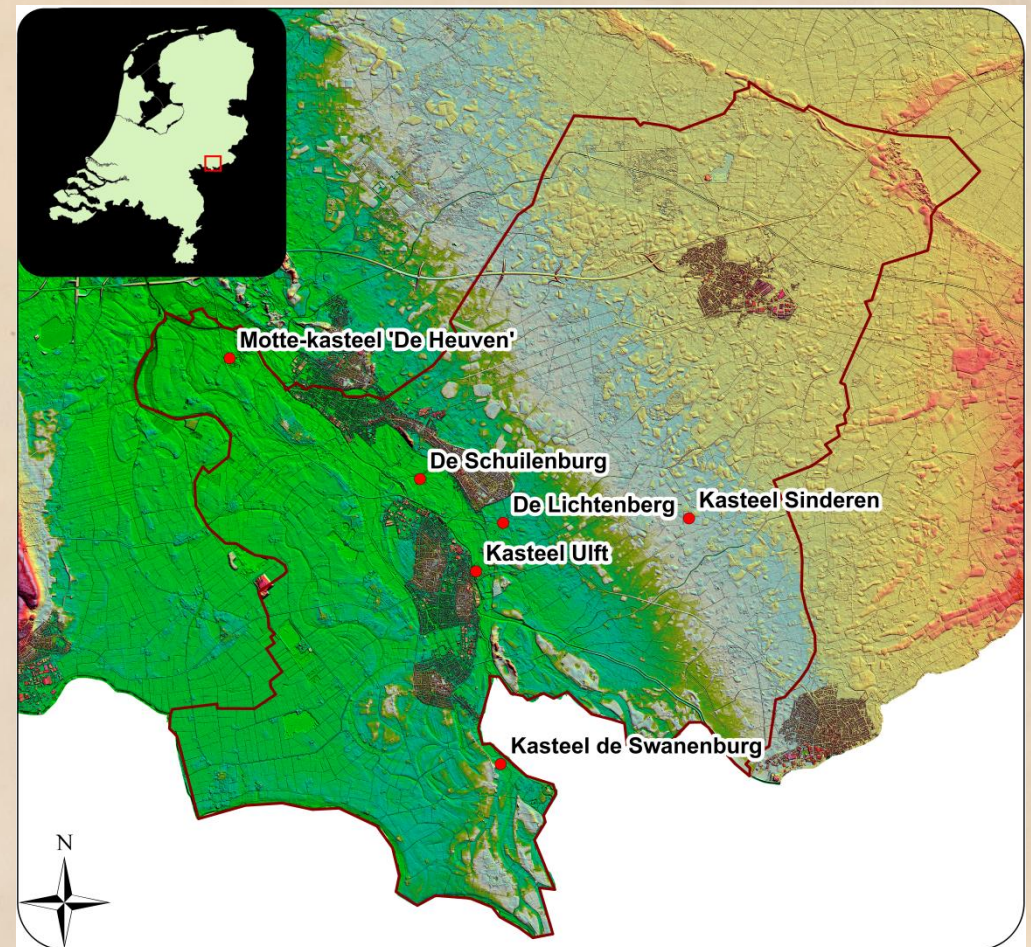 Motte-kasteel 'De Heuven'
De Schuilenburg
De Lichtenberg
Kasteel Sinderen
Kasteel Ulft
Kasteel de Swanenburg
N